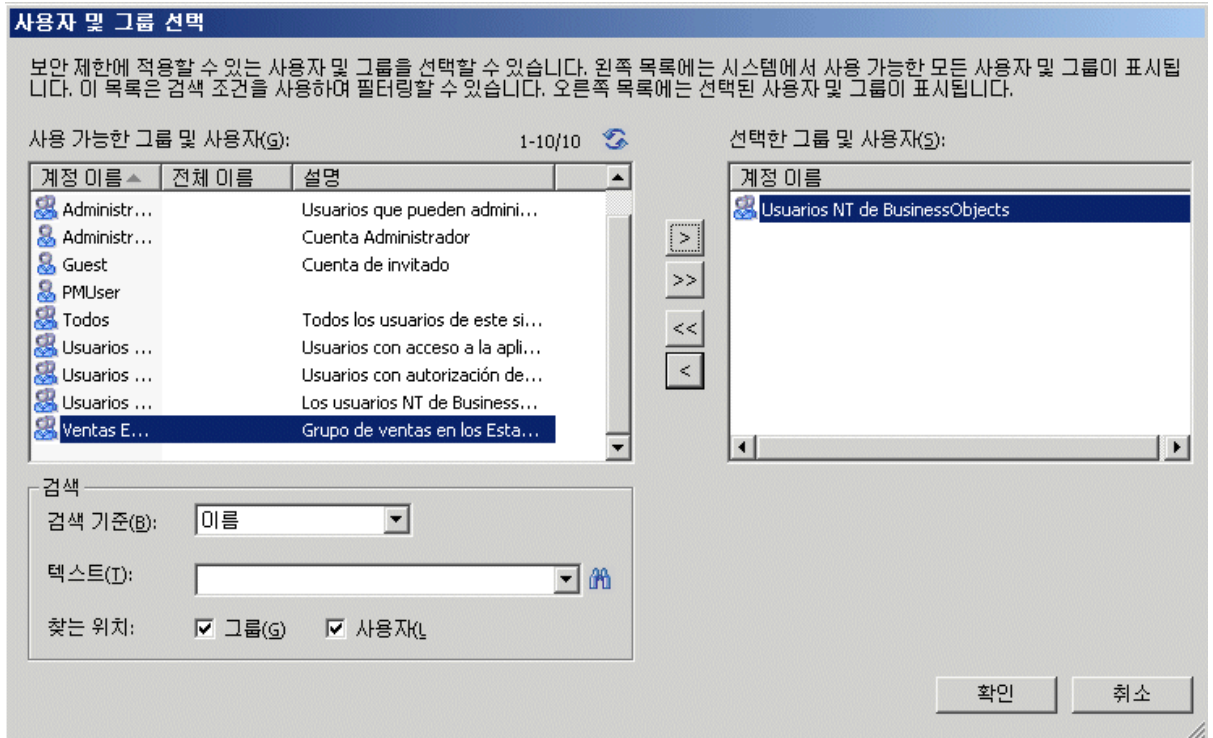 사용자 및 그룹 선택
보안 제한에 적용할 수 있는 사용자 및 그룹을 선택할 수 있습니다. 왼쪽 목록에는 시스템에서 사용 가능한 모든 사용자 및 그룹이 표시됩
니다. 이 목록은 검색 조건을 사용하여 필터링할 수 있습니다. 오른쪽 목록에는 선택된 사용자 및 그룹이 표시됩니다.
사용 가능한 그룹 및 사용자(G): 1-10/10
계정 이름 전체 이름 설명
Administr... Usuarios que pueden admini...
Administr... Cuenta Administrador
Guest Cuenta de invitado
PMUser
Todos Todos los usuarios de este si...
Usuarios ... Usuarios con acceso a la apli...
Usuarios ... Usuarios con autorización de...
Usuarios ... Los usuarios NT de Business...
Ventas E... Grupo de ventas en los Esta...
>
>>
<<
<
선택한 그룹 및 사용자(S):
계정 이름
Usuarios NT de BusinessObjects
검색
검색 기준(B): 이름
텍스트(T):
찾는 위치: 그룹(G) 사용자(L
확인 취소